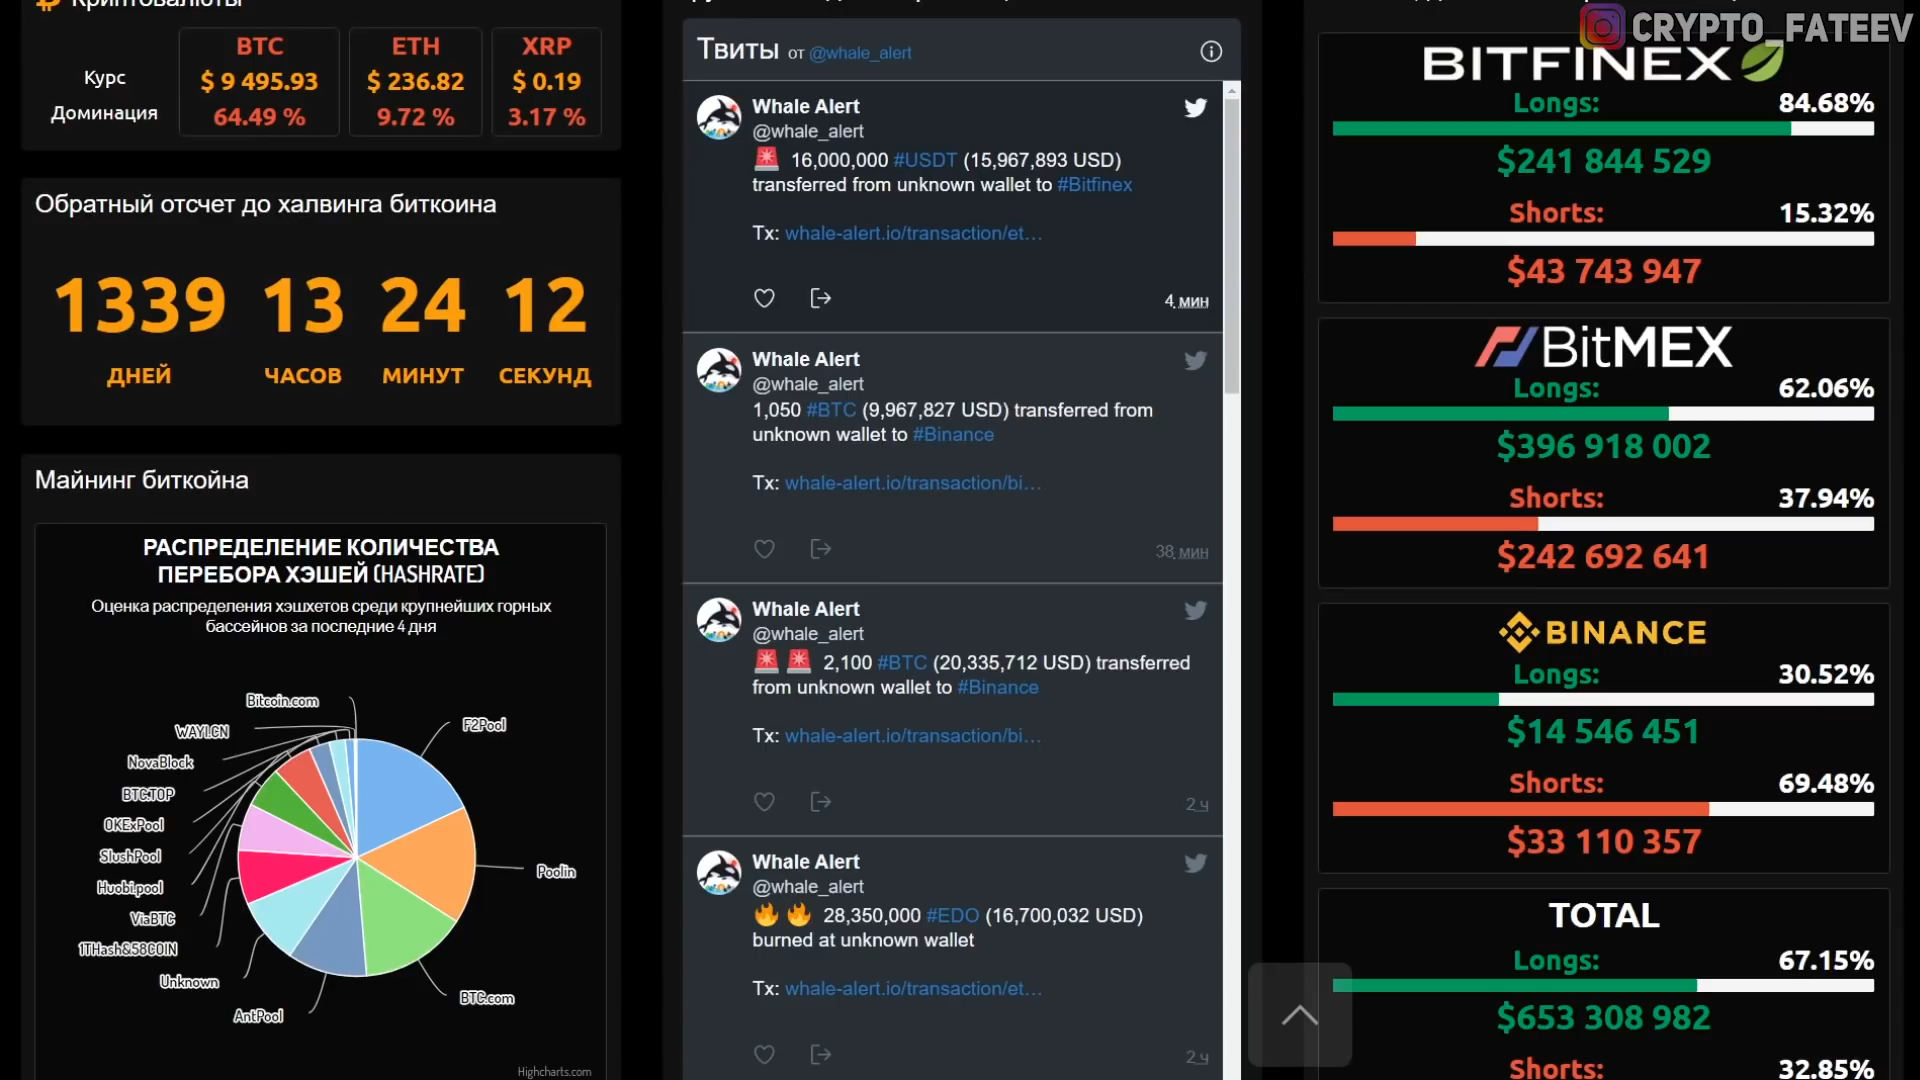 Криптовалюты
BTC ETH XRP
Курс $ 9 495.93 $ 236.82 $ 0.19
Доминация 64.49 % 9.72 % 3.17 %
Обратный отсчет до халвинга биткоина
1339 13 24 12
ДНЕЙ ЧАСОВ МИНУТ СЕКУНД
Майнинг биткойна
РАСПРЕДЕЛЕНИЕ КОЛИЧЕСТВА
ПЕРЕБОРА ХЭШЕЙ (HASHRATE)
Оценка распределения хэшхетов среди крупнейших горных
бассейнов за последние 4 дня
Bitcoin.com
WAYI.CN
NovaBlock
BTC.TOP
OKExPool
SlushPool
Huobi.pool
ViaBTC
1THash&58COIN
Unknown
AntPool
F2Pool
Poolin
BTC.com
Highcharts.com
Твиты от @whale_alert
Whale Alert
@whale_alert
16,000,000 #USDT (15,967,893 USD)
transferred from unknown wallet to #Bitfinex
Tx: whale-alert.io/transaction/et…
4 мин
Whale Alert
@whale_alert
1,050 #BTC (9,967,827 USD) transferred from
unknown wallet to #Binance
Tx: whale-alert.io/transaction/bi…
38 мин
Whale Alert
@whale_alert
2,100 #BTC (20,335,712 USD) transferred
from unknown wallet to #Binance
Tx: whale-alert.io/transaction/bi…
2 ч
Whale Alert
@whale_alert
28,350,000 #EDO (16,700,032 USD)
burned at unknown wallet
Tx: whale-alert.io/transaction/et…
2 ч
CRYPTO_FATEEV
BITFINEX
Longs: 84.68%
$241 844 529
Shorts: 15.32%
$43 743 947
BitMEX
Longs: 62.06%
$396 918 002
Shorts: 37.94%
$242 692 641
BINANCE
Longs: 30.52%
$14 546 451
Shorts: 69.48%
$33 110 357
TOTAL
Longs: 67.15%
$653 308 982
Shorts: 32.85%